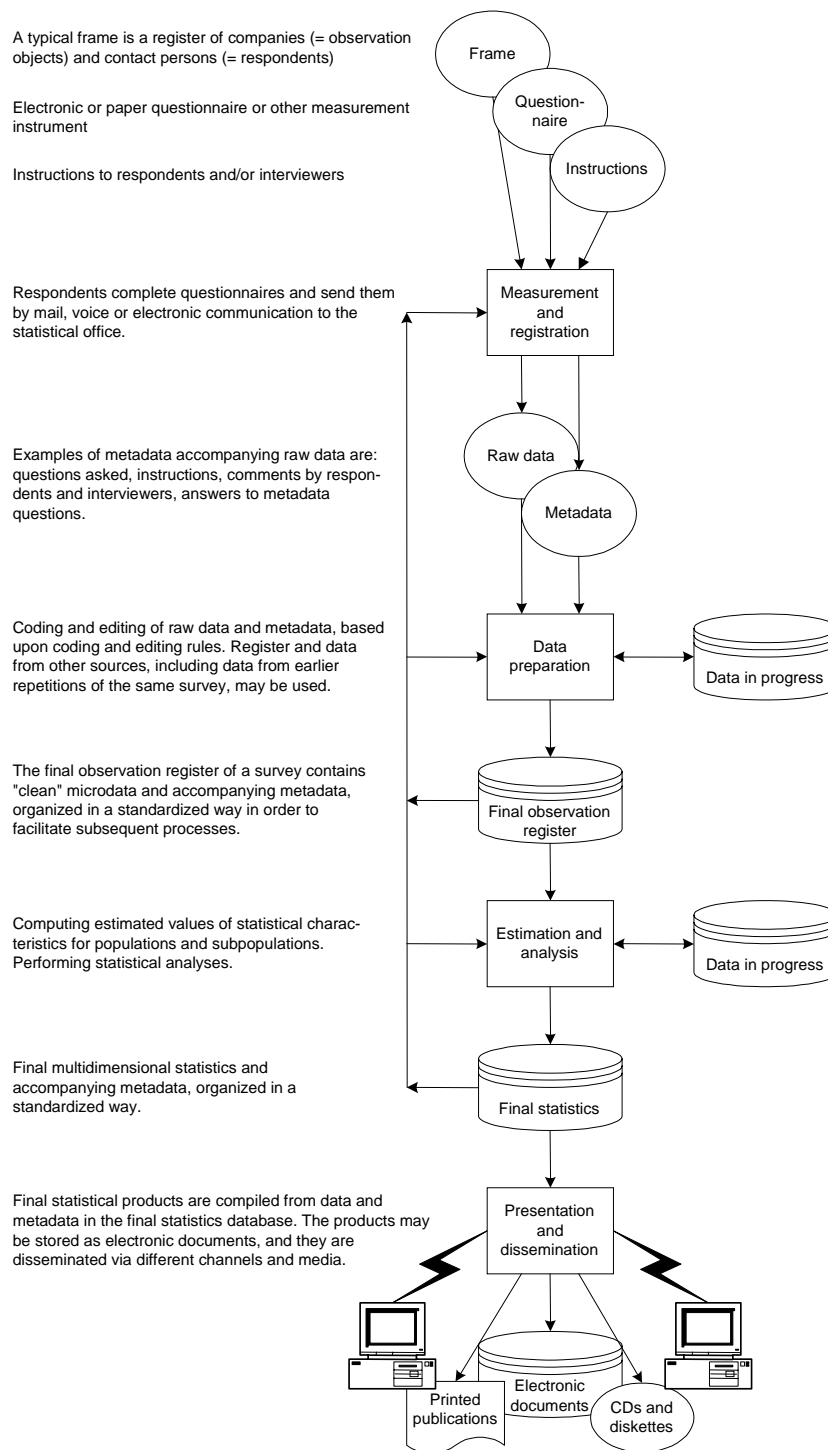 A typical frame is a register of companies (= observation
objects) and contact persons (= respondents)
Frame
Electronic or paper questionnaire or other measurement
instrument
Question-
naire
Instructions to respondents and/or interviewers
Instructions
Respondents complete questionnaires and send them
by mail, voice or electronic communication to the
statistical office.
Measurement
and
registration
Examples of metadata accompanying raw data are:
questions asked, instructions, comments by respon-
dents and interviewers, answers to metadata
questions.
Raw data
Metadata
Coding and editing of raw data and metadata, based
upon coding and editing rules. Register and data
from other sources, including data from earlier
repetitions of the same survey, may be used.
Data
preparation
Data in progress
The final observation register of a survey contains
"clean" microdata and accompanying metadata,
organized in a standardized way in order to
facilitate subsequent processes.
Final observation
register
Computing estimated values of statistical charac-
teristics for populations and subpopulations.
Performing statistical analyses.
Estimation and
analysis
Data in progress
Final multidimensional statistics and
accompanying metadata, organized in a
standardized way.
Final statistics
Final statistical products are compiled from data and
metadata in the final statistics database. The products may
be stored as electronic documents, and they are
disseminated via different channels and media.
Presentation
and
dissemination
Printed
publications
Electronic
documents
CDs and
diskettes